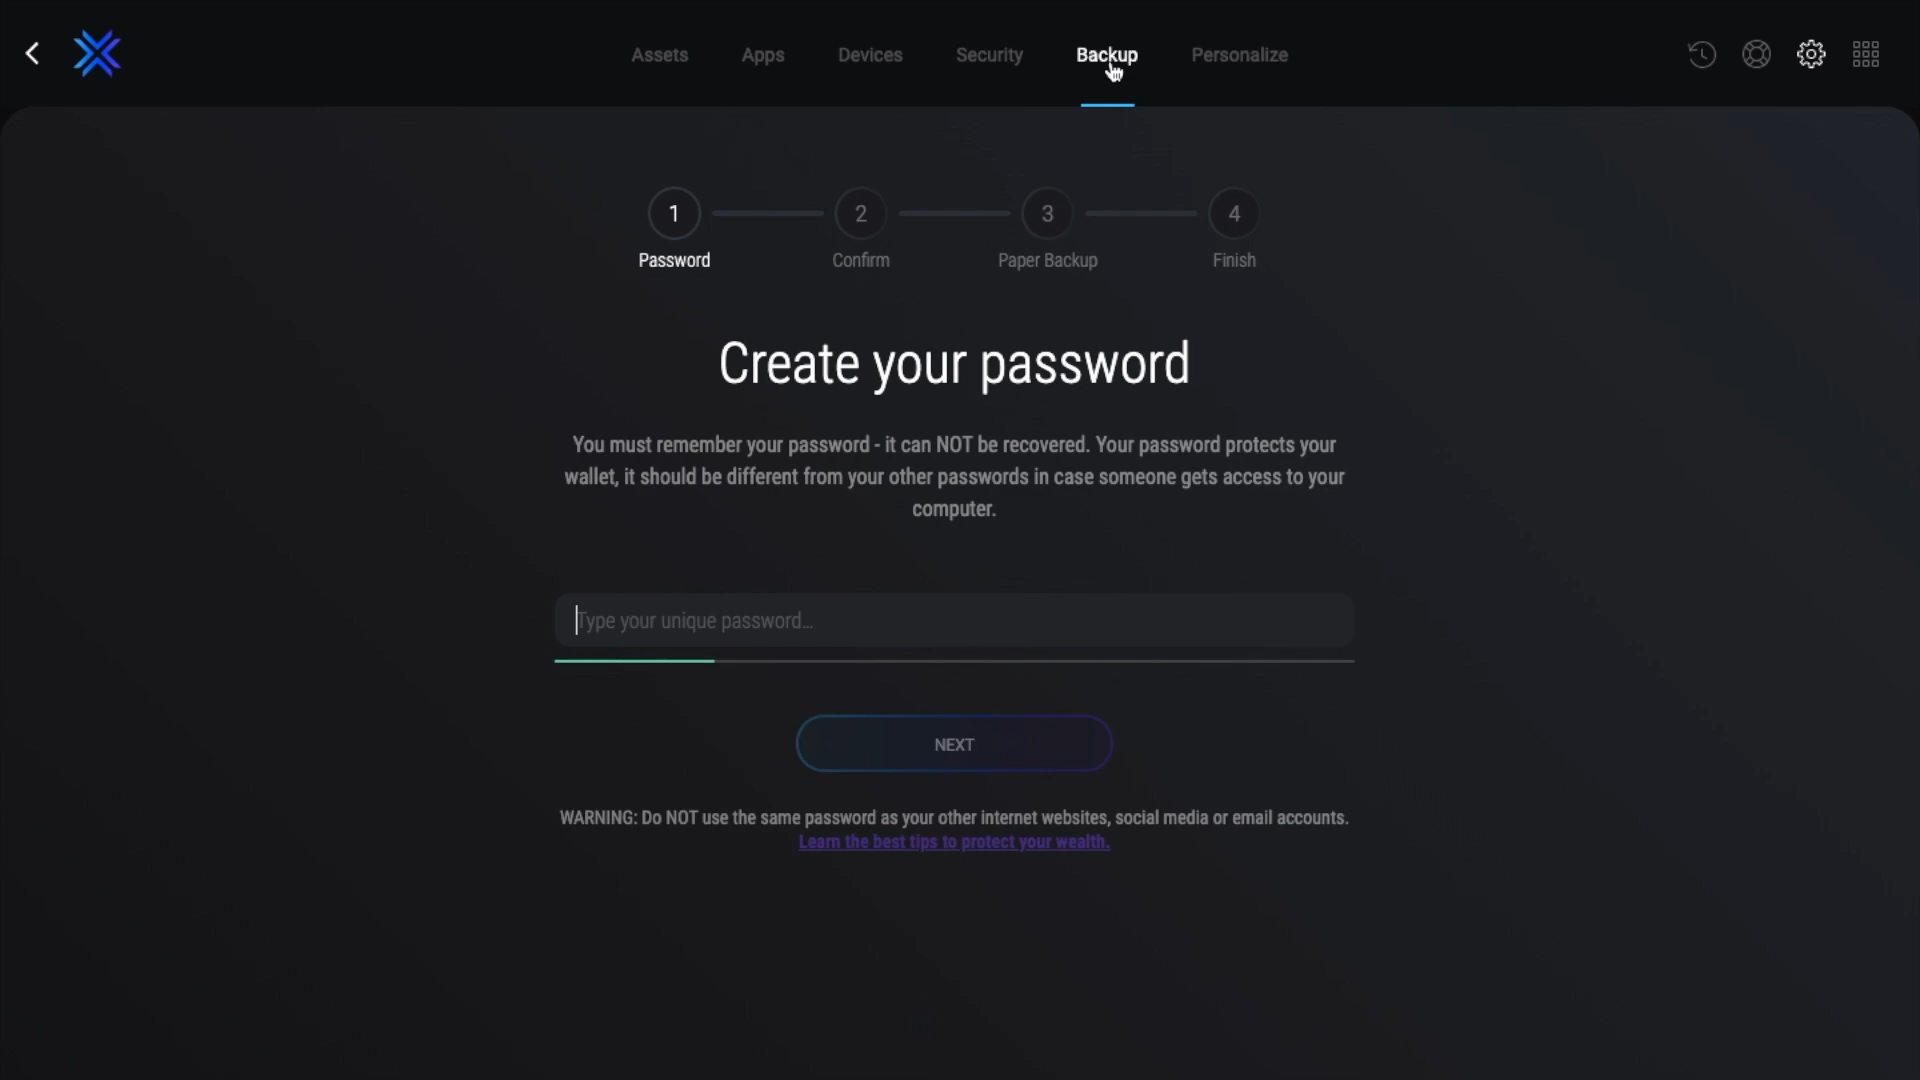 Assets
Apps
Devices
Security
Backup
Personalize
1
2
3
4
Password
Confirm
Paper Backup
Finish
Create your password
You must remember your password - it can NOT be recovered. Your password protects your
wallet, it should be different from your other passwords in case someone gets access to your
computer.
Type your unique password...
NEXT
WARNING: Do NOT use the same password as your other internet websites, social media or email accounts.
Learn the best tips to protect your wealth.